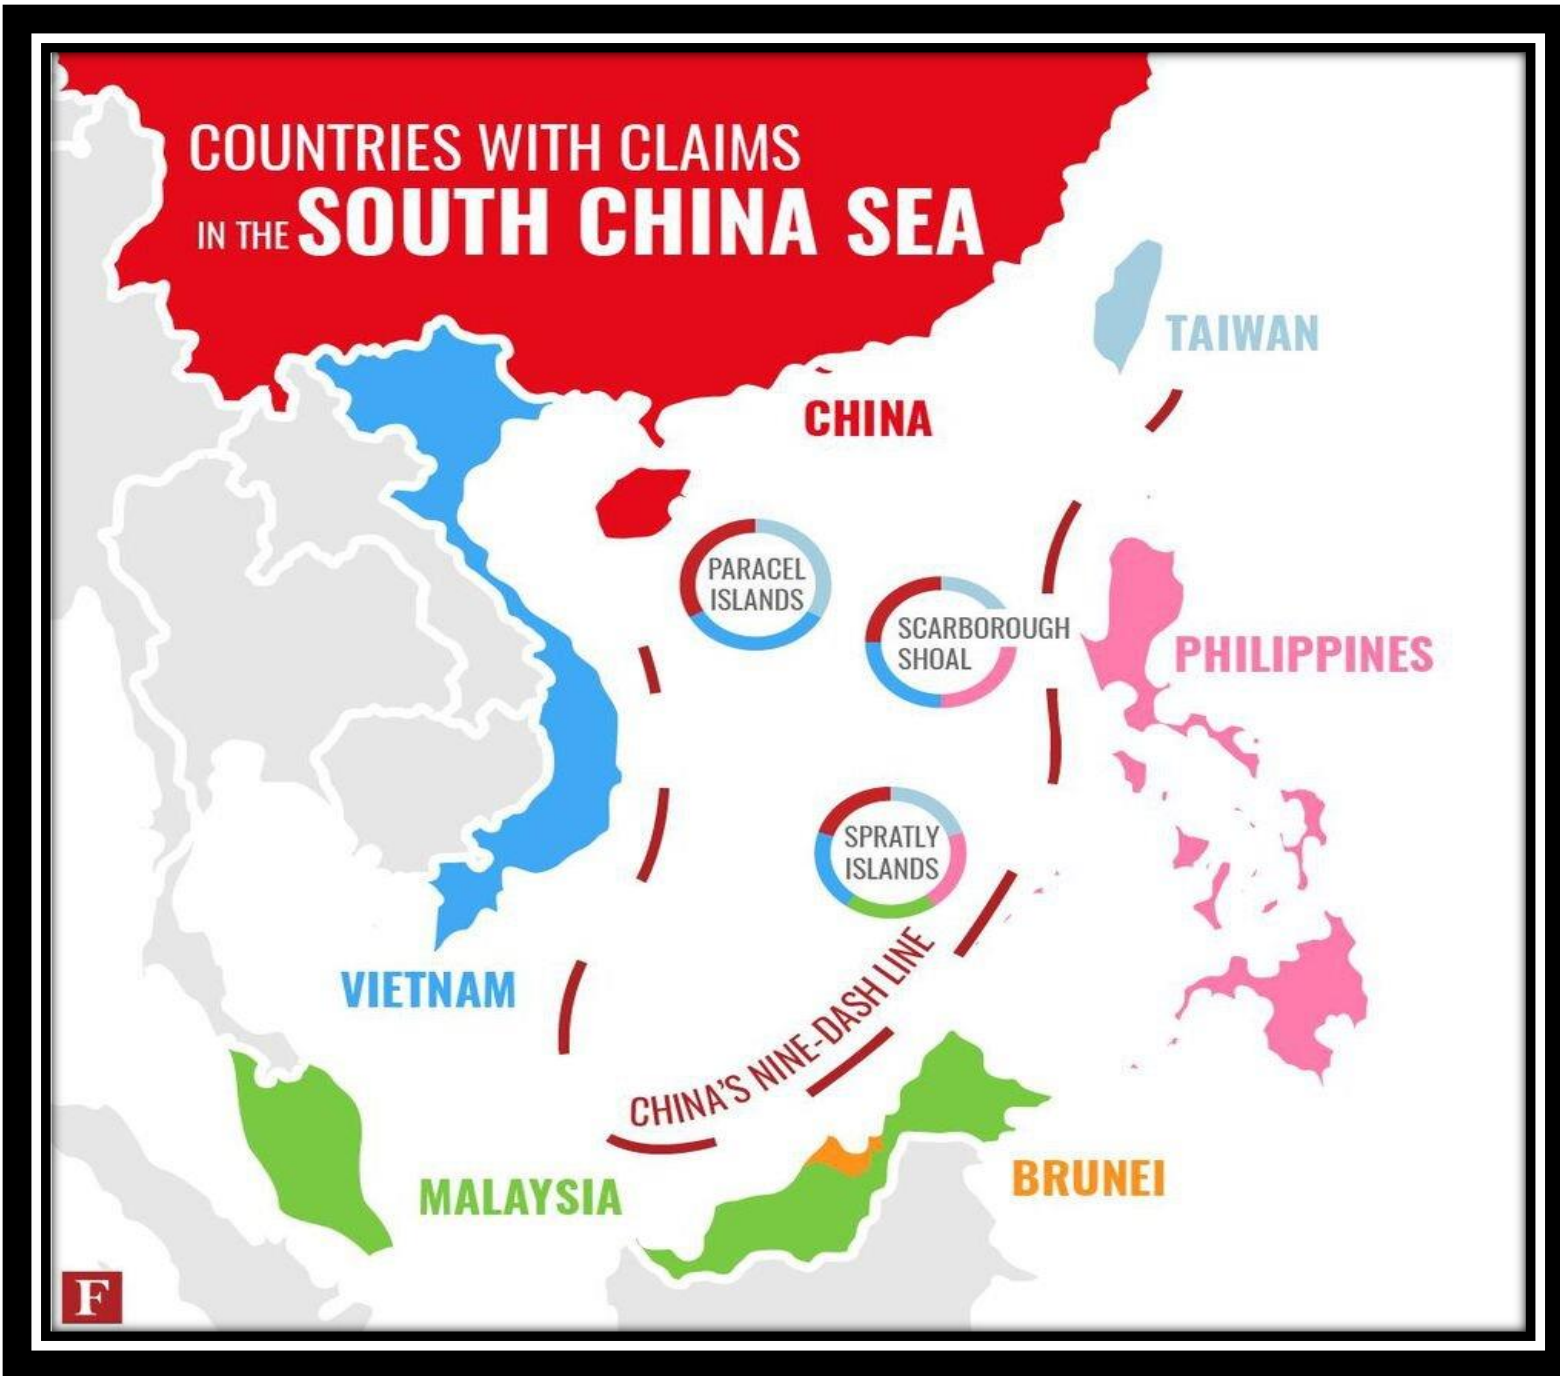 COUNTRIES WITH CLAIMS
IN THE SOUTH CHINA SEA
TAIWAN
CHINA
PARACEL
ISLANDS
SCARBOROUGH
SHOAL
PHILIPPINES
SPRATLY
ISLANDS
VIETNAM
CHINA'S NINE-DASH LINE
BRUNEI
MALAYSIA
F